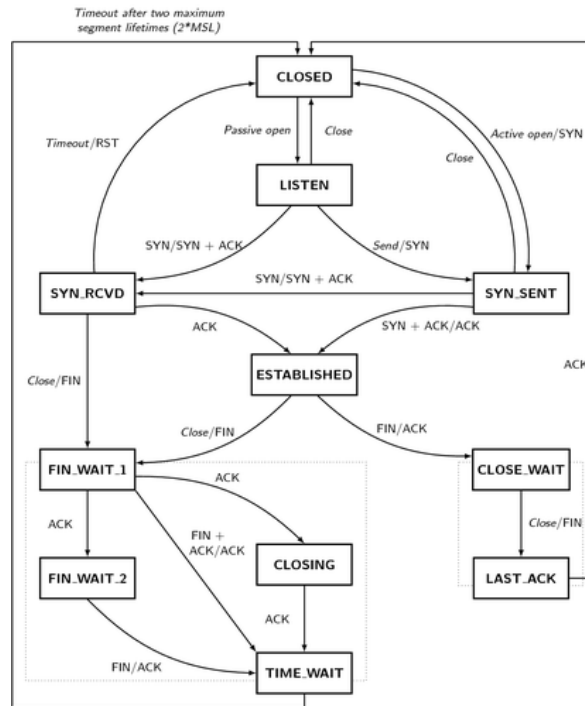 Timeout after two maximum
segment lifetimes (2*MSL)
CLOSED
Timeout/RST
Passive open
Close
Active open/SYN
Close
LISTEN
SYN/SYN + ACK
Send/SYN
SYN_RCVD
SYN/SYN + ACK
SYN_SENT
ACK
SYN + ACK/ACK
ESTABLISHED
ACK
Close/FIN
Close/FIN
FIN/ACK
FIN_WAIT_1
CLOSE_WAIT
ACK
ACK
FIN +
ACK/ACK
Close/FIN
FIN_WAIT_2
CLOSING
LAST_ACK
ACK
FIN/ACK
TIME_WAIT